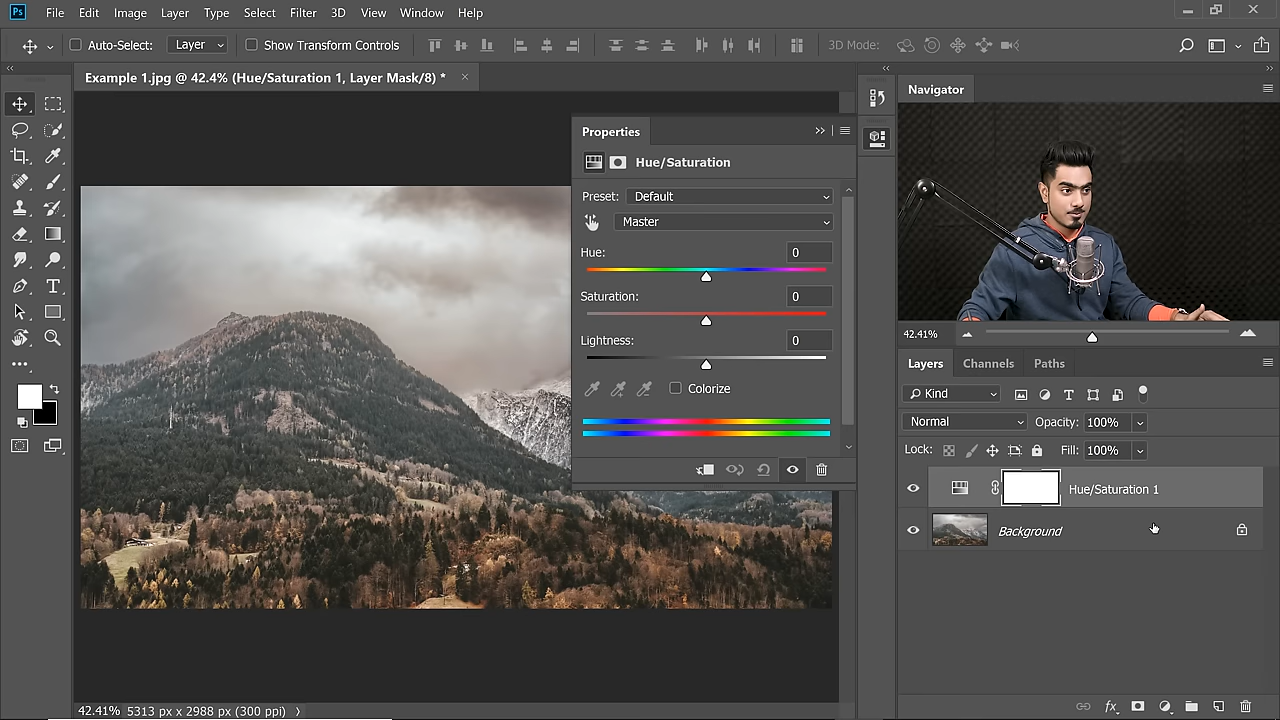 Ps File Edit Image Layer Type Select Filter 3D View Window Help
Auto-Select: Layer Show Transform Controls 3D Mode:
Example 1.jpg @ 42.4% (Hue/Saturation 1, Layer Mask/8) *
Navigator
Properties
Hue/Saturation
Preset: Default
Master
Hue: 0
Saturation: 0
Lightness: 0
Colorize
42.41%
Layers Channels Paths
Kind
Normal Opacity: 100%
Lock: Fill: 100%
Hue/Saturation 1
Background
fx
42.41% 5313 px x 2988 px (300 ppi)